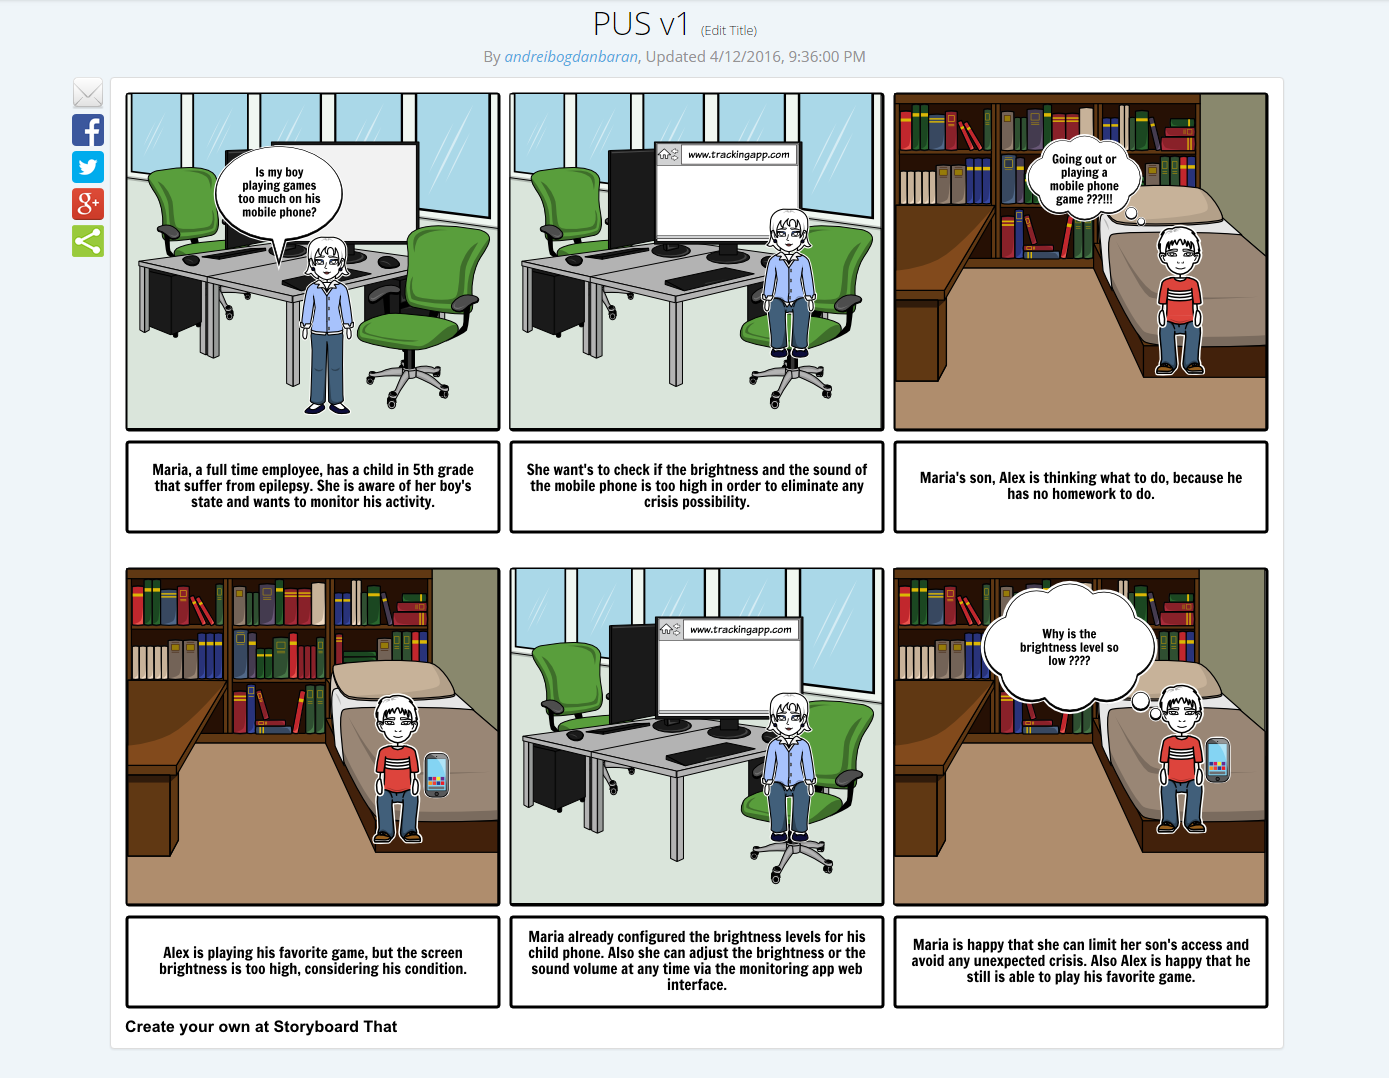 PUS v1 (Edit Title)
By andreibogdanbaran, Updated 4/12/2016, 9:36:00 PM
Is my boy
playing games
too much on his
mobile phone?
www.trackingapp.com
Going out or
playing a
mobile phone
game ???!!!
Maria, a full time employee, has a child in 5th grade
that suffer from epilepsy. She is aware of her boy's
state and wants to monitor his activity.
She want's to check if the brightness and the sound of
the mobile phone is too high in order to eliminate any
crisis possibility.
Maria's son, Alex is thinking what to do, because he
has no homework to do.
www.trackingapp.com
Why is the
brightness level so
low ????
Alex is playing his favorite game, but the screen
brightness is too high, considering his condition.
Maria already configured the brightness levels for his
child phone. Also she can adjust the brightness or the
sound volume at any time via the monitoring app web
interface.
Maria is happy that she can limit her son's access and
avoid any unexpected crisis. Also Alex is happy that he
still is able to play his favorite game.
Create your own at Storyboard That